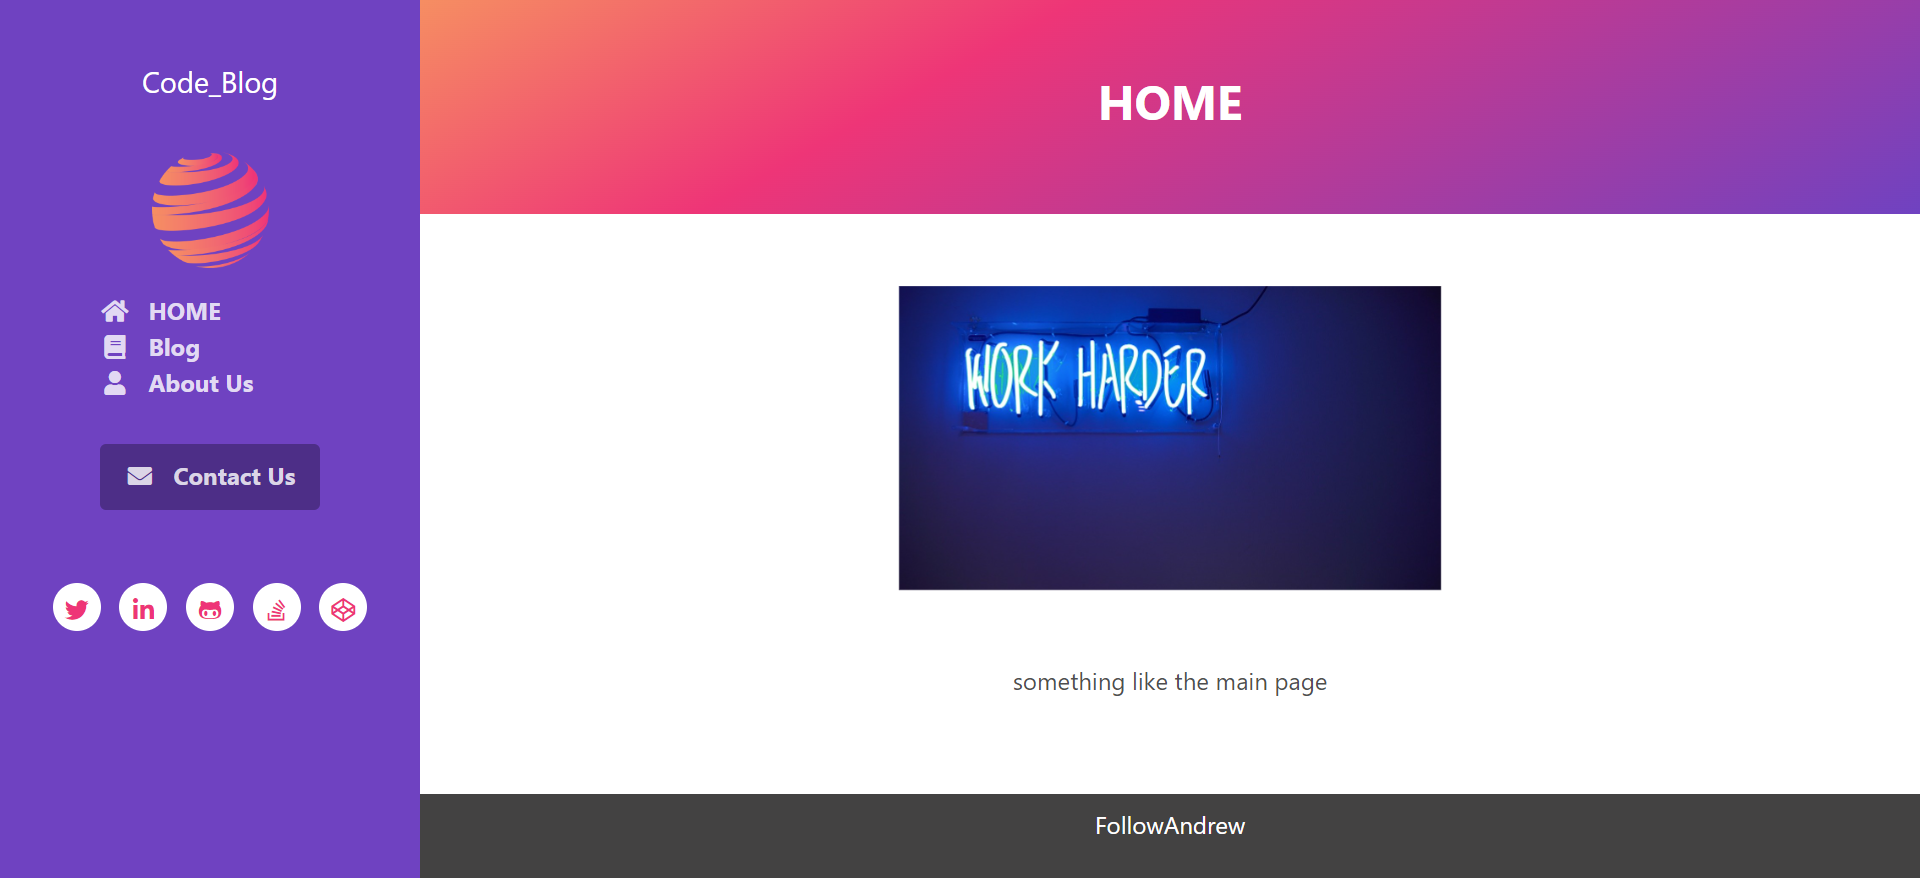 Code_Blog
HOME
Blog
About Us
Contact Us
in
HOME
WORK HARDER
something like the main page
FollowAndrew